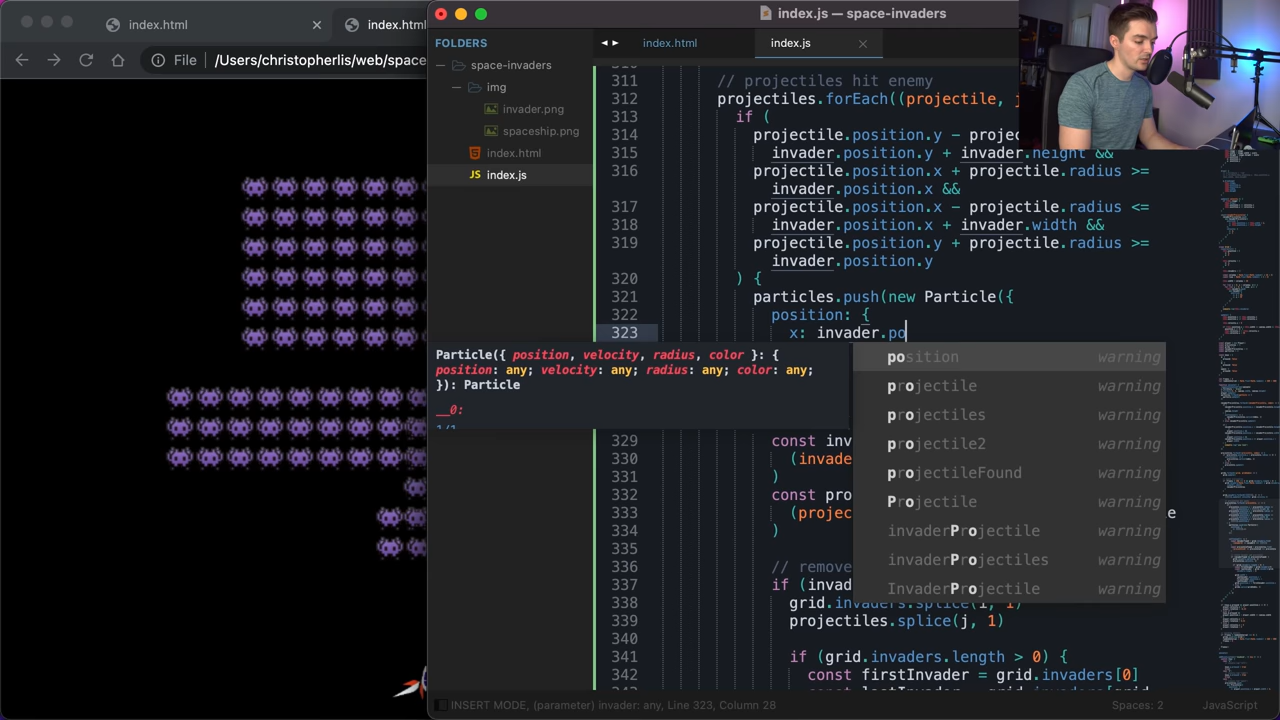 index.html
index.html
File
/Users/christopherlis/web/space
index.js — space-invaders
FOLDERS
space-invaders
img
invader.png
spaceship.png
index.html
JS index.js
index.html
index.js
311 // projectiles hit enemy
312 projectiles.forEach((projectile, j
313 if (
314 projectile.position.y - projec
315 invader.position.y + invader.height &&
316 projectile.position.x + projectile.radius >=
invader.position.x &&
317 projectile.position.x - projectile.radius <=
318 invader.position.x + invader.width &&
319 projectile.position.y + projectile.radius >=
invader.position.y
320 ) {
321 particles.push(new Particle({
322 position: {
323 x: invader.po
Particle({ position, velocity, radius, color }: {
position: any; velocity: any; radius: any; color: any;
}): Particle
__0:
1/1
position warning
projectile warning
projectiles warning
projectile2 warning
projectileFound warning
Projectile warning
invaderProjectile warning
invaderProjectiles warning
InvaderProjectile warning
329 const inv
330 (invade
331 )
332 const pro
333 (projec e
334 )
335
336 // remove
337 if (invad
338 grid.invaders.splice(i, 1)
339 projectiles.splice(j, 1)
340
341 if (grid.invaders.length > 0) {
342 const firstInvader = grid.invaders[0]
INSERT MODE, (parameter) invader: any, Line 323, Column 28
Spaces: 2
JavaScript